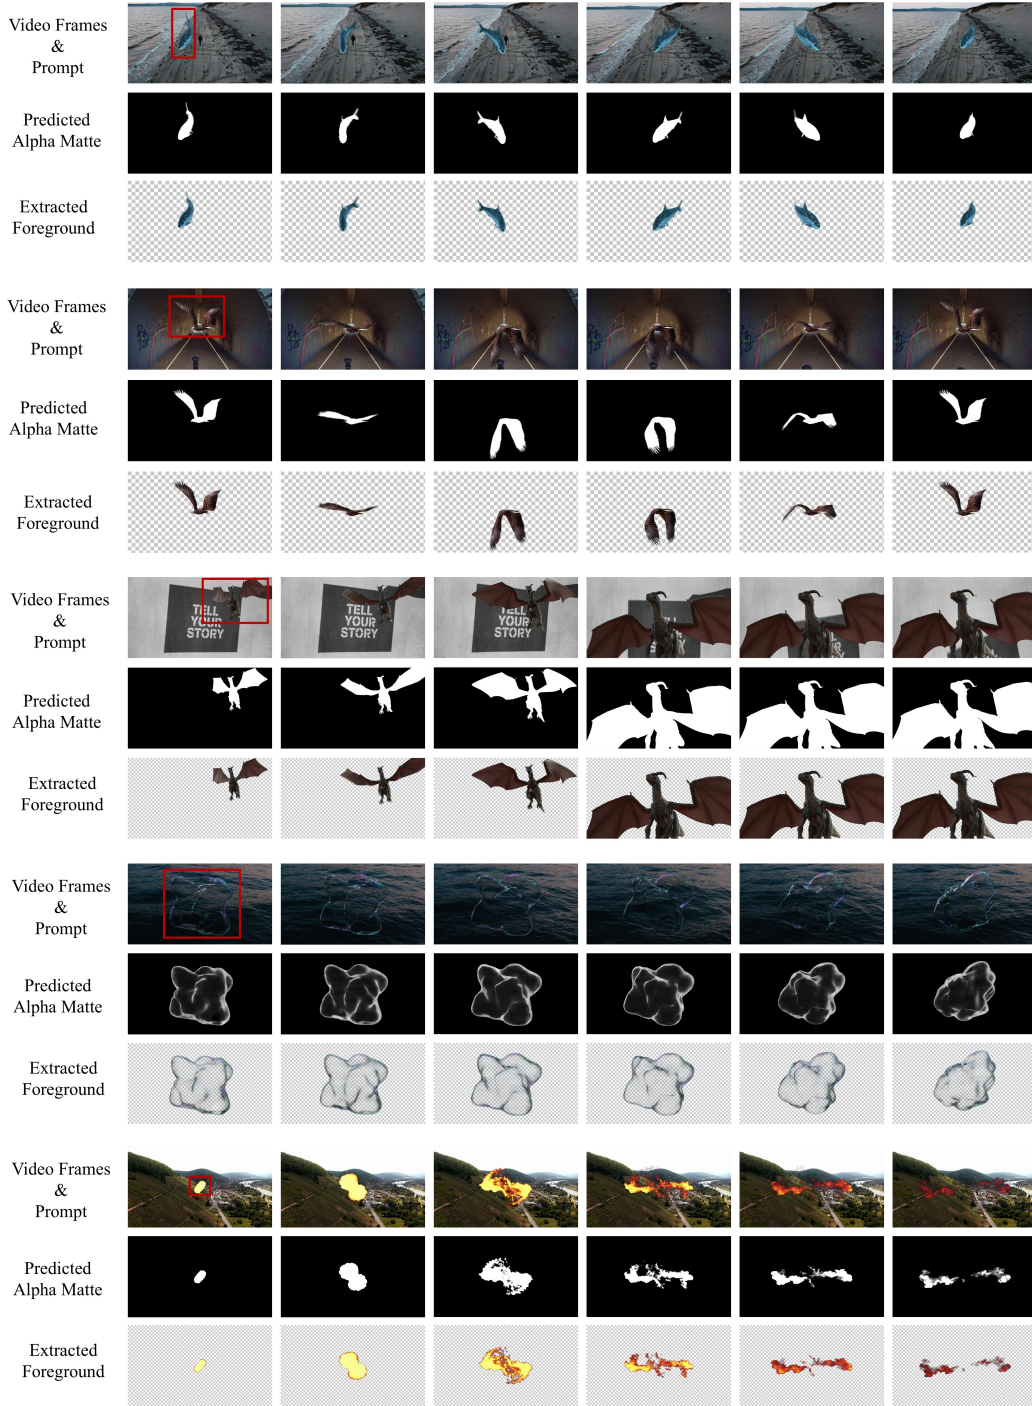 Video Frames
&
Prompt
Predicted
Alpha Matte
Extracted
Foreground
Video Frames
&
Prompt
Predicted
Alpha Matte
Extracted
Foreground
Video Frames
&
Prompt
TELL
YOUR
STORY
TELL
YOUR
STORY
TELL
YOUR
STORY
Predicted
Alpha Matte
Extracted
Foreground
Video Frames
&
Prompt
Predicted
Alpha Matte
Extracted
Foreground
Video Frames
&
Prompt
Predicted
Alpha Matte
Extracted
Foreground